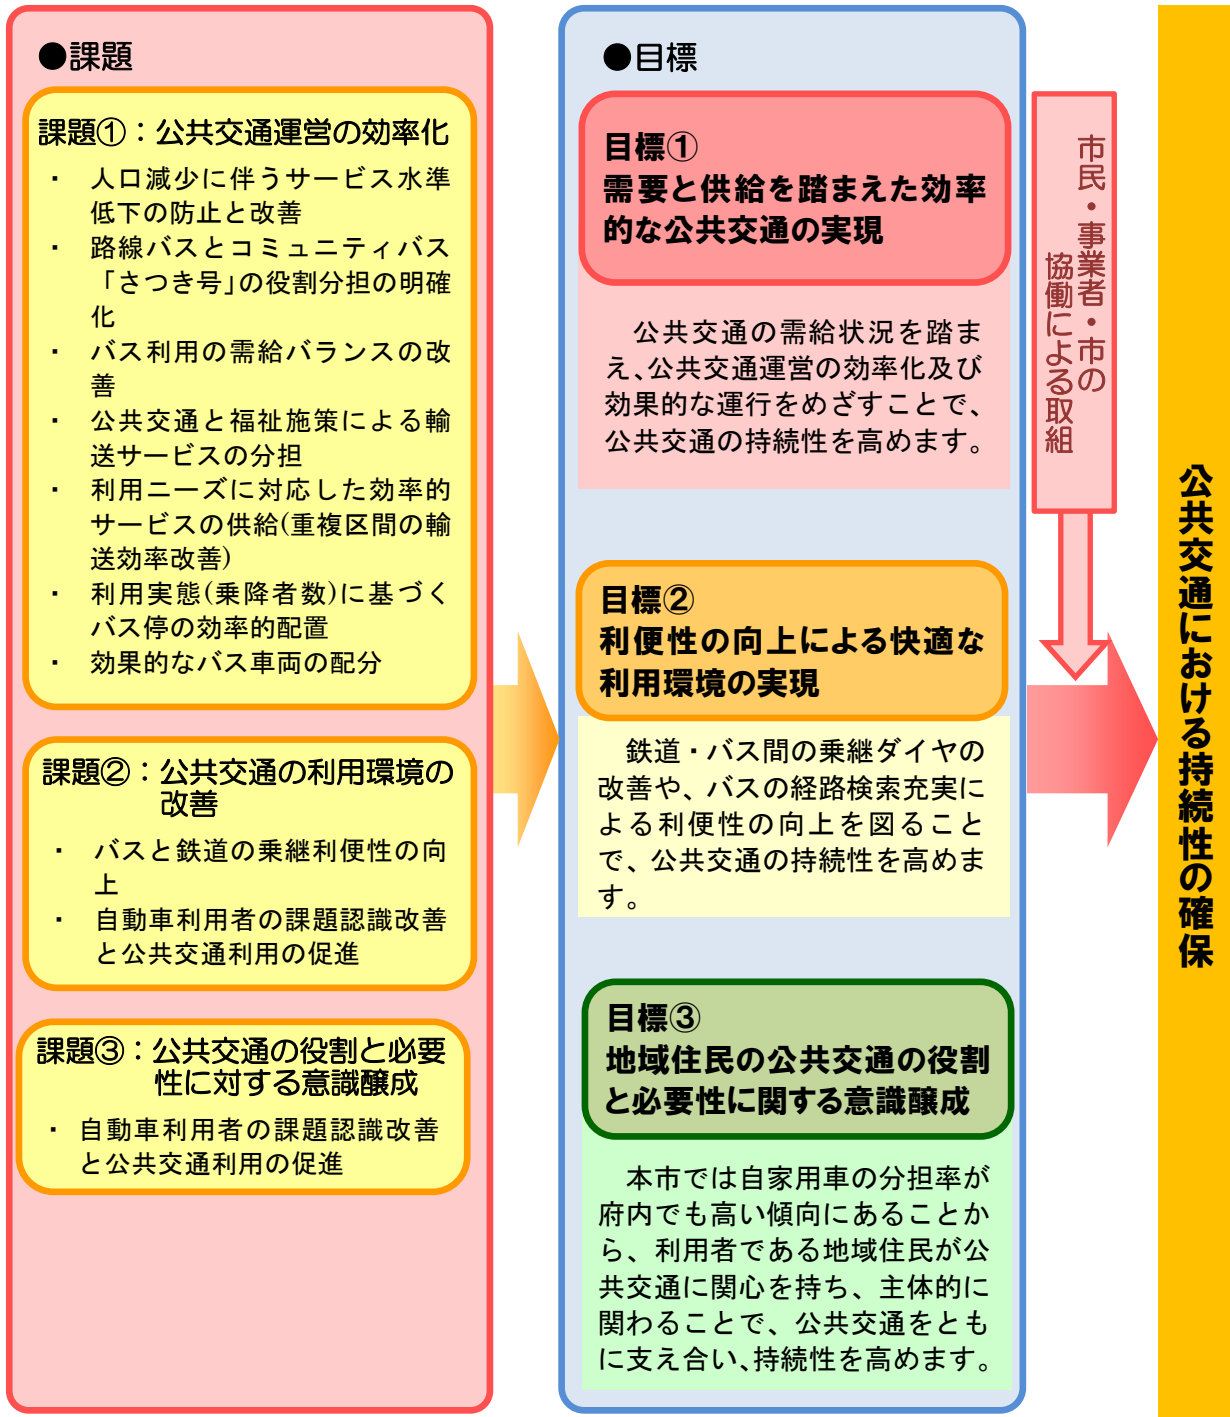 ●課題
課題①：公共交通運営の効率化
・ 人口減少に伴うサービス水準
低下の防止と改善
・ 路線バスとコミュニティバス
「さつき号」の役割分担の明確
化
・ バス利用の需給バランスの改
善
・ 公共交通と福祉施策による輸
送サービスの分担
・ 利用ニーズに対応した効率的
サービスの供給(重複区間の輸
送効率改善)
・ 利用実態(乗降者数)に基づく
バス停の効率的配置
・ 効果的なバス車両の配分
課題②：公共交通の利用環境の
改善
・ バスと鉄道の乗継利便性の向
上
・ 自動車利用者の課題認識改善
と公共交通利用の促進
課題③：公共交通の役割と必要
性に対する意識醸成
・ 自動車利用者の課題認識改善
と公共交通利用の促進
●目標
目標①
需要と供給を踏まえた効率
的な公共交通の実現
公共交通の需給状況を踏ま
え、公共交通運営の効率化及び
効果的な運行をめざすことで、
公共交通の持続性を高めます。
目標②
利便性の向上による快適な
利用環境の実現
鉄道・バス間の乗継ダイヤの
改善や、バスの経路検索充実に
よる利便性の向上を図ること
で、公共交通の持続性を高めま
す。
目標③
地域住民の公共交通の役割
と必要性に関する意識醸成
本市では自家用車の分担率が
府内でも高い傾向にあることか
ら、利用者である地域住民が公
共交通に関心を持ち、主体的に
関わることで、公共交通をとも
に支え合い、持続性を高めます。
市民・事業者・市の
協働による取組
公共交通における持続性の確保